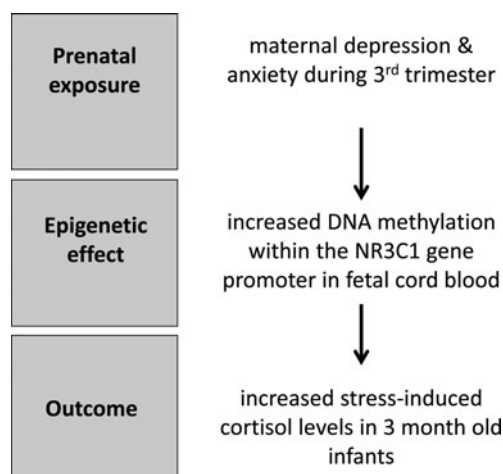 Prenatal
exposure
maternal depression &
anxiety during 3rd trimester
Epigenetic
effect
increased DNA methylation
within the NR3C1 gene
promoter in fetal cord blood
Outcome
increased stress-induced
cortisol levels in 3 month old
infants